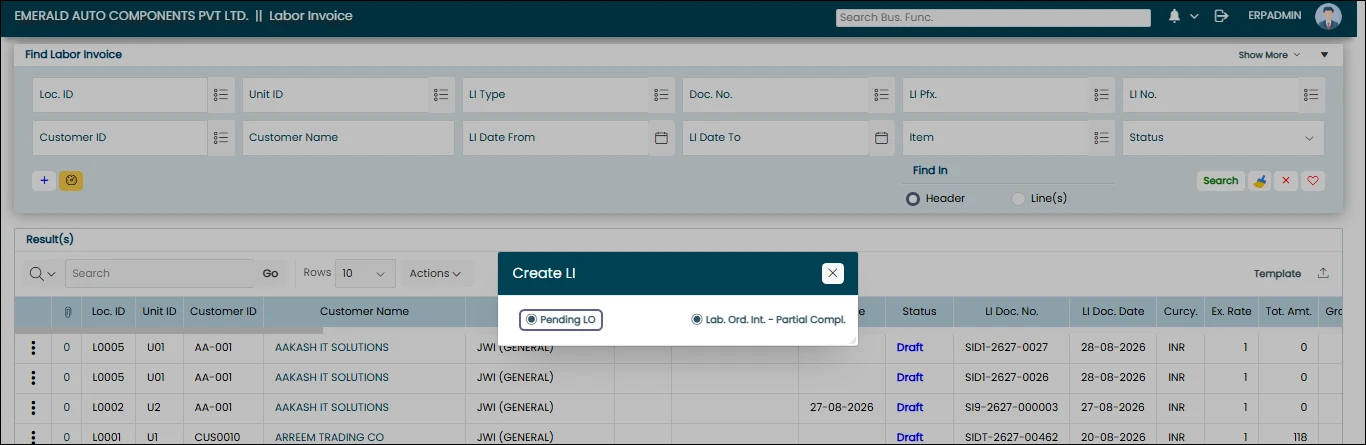 EMERALD AUTO COMPONENTS PVT LTD. || Labor Invoice
Search Bus. Func.
ERPADMIN
Find Labor Invoice
Show More
Loc. ID
Unit ID
LI Type
Doc. No.
LI Pfx.
LI No.
Customer ID
Customer Name
LI Date From
LI Date To
Item
Status
Find In
Header
Line(s)
Search
Result(s)
Search
Go
Rows
10
Actions
Template
Create LI
Pending LO
Lab. Ord. Int. - Partial Compl.
Loc. ID Unit ID Customer ID Customer Name Status LI Doc. No. LI Doc. Date Curcy. Ex. Rate Tot. Amt.
0 L0005 U01 AA-001 AAKASH IT SOLUTIONS JWI (GENERAL) Draft SID1-2627-0027 28-08-2026 INR 1 0
0 L0005 U01 AA-001 AAKASH IT SOLUTIONS JWI (GENERAL) Draft SID1-2627-0026 28-08-2026 INR 1 0
0 L0002 U2 AA-001 AAKASH IT SOLUTIONS JWI (GENERAL) 27-08-2026 Draft SI9-2627-000003 27-08-2026 INR 1 0
0 L0001 U1 CUS0010 ARREEM TRADING CO JWI (GENERAL) Draft SIDT-2627-00462 20-08-2026 INR 1 118